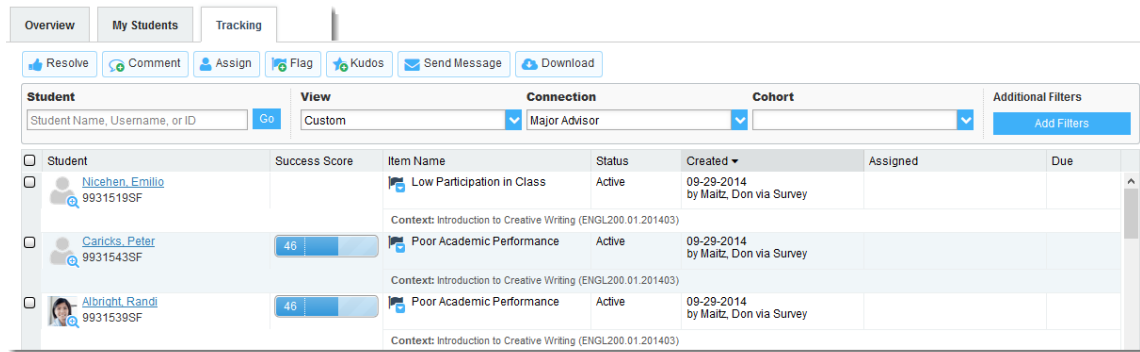 Overview My Students Tracking
Resolve Comment Assign Flag Kudos Send Message Download
Student View Connection Cohort Additional Filters
Student Name, Username, or ID Go Custom Major Advisor Add Filters
Student Success Score Item Name Status Created Assigned Due
Nicehen, Emilio Low Participation in Class Active 09-29-2014
9931519SF by Maitz, Don via Survey
Context: Introduction to Creative Writing (ENGL200.01.201403)
Caricks, Peter 46 Poor Academic Performance Active 09-29-2014
9931543SF by Maitz, Don via Survey
Context: Introduction to Creative Writing (ENGL200.01.201403)
Albright, Randi 46 Poor Academic Performance Active 09-29-2014
9931539SF by Maitz, Don via Survey
Context: Introduction to Creative Writing (ENGL200.01.201403)